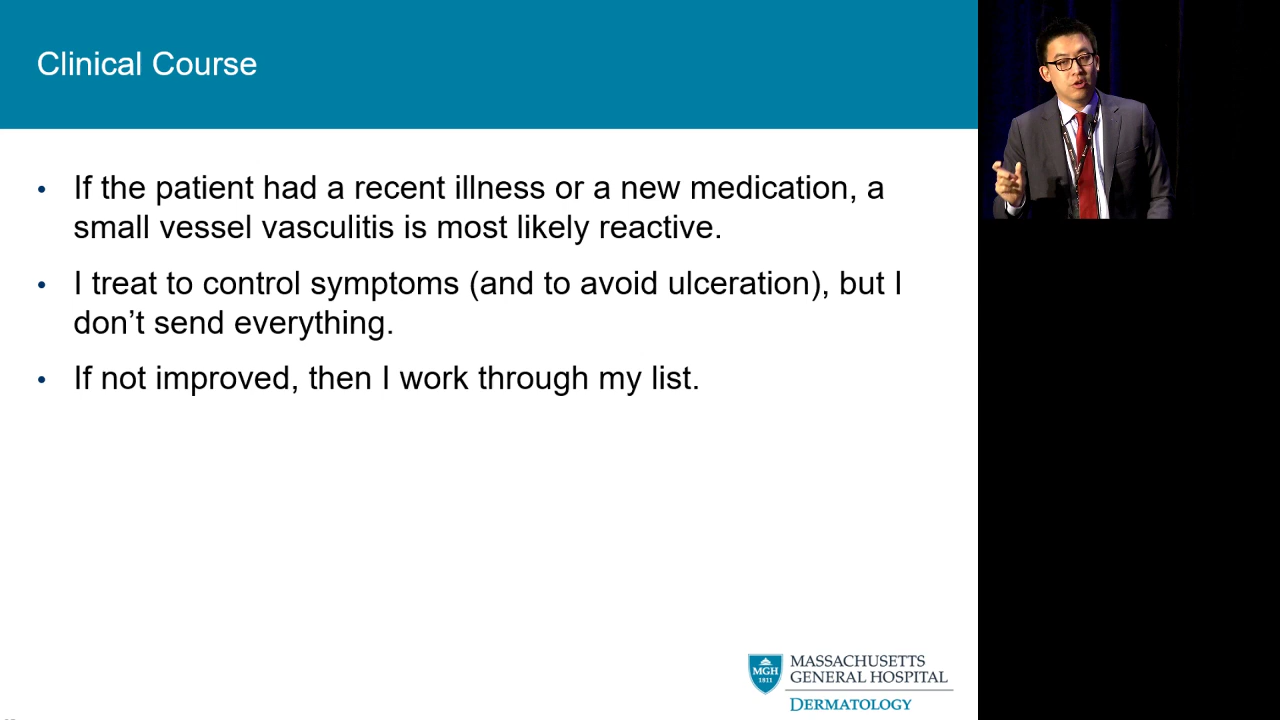 Clinical Course
• If the patient had a recent illness or a new medication, a
small vessel vasculitis is most likely reactive.
• I treat to control symptoms (and to avoid ulceration), but I
don’t send everything.
• If not improved, then I work through my list.
MGH
1811
MASSACHUSETTS
GENERAL HOSPITAL
DERMATOLOGY